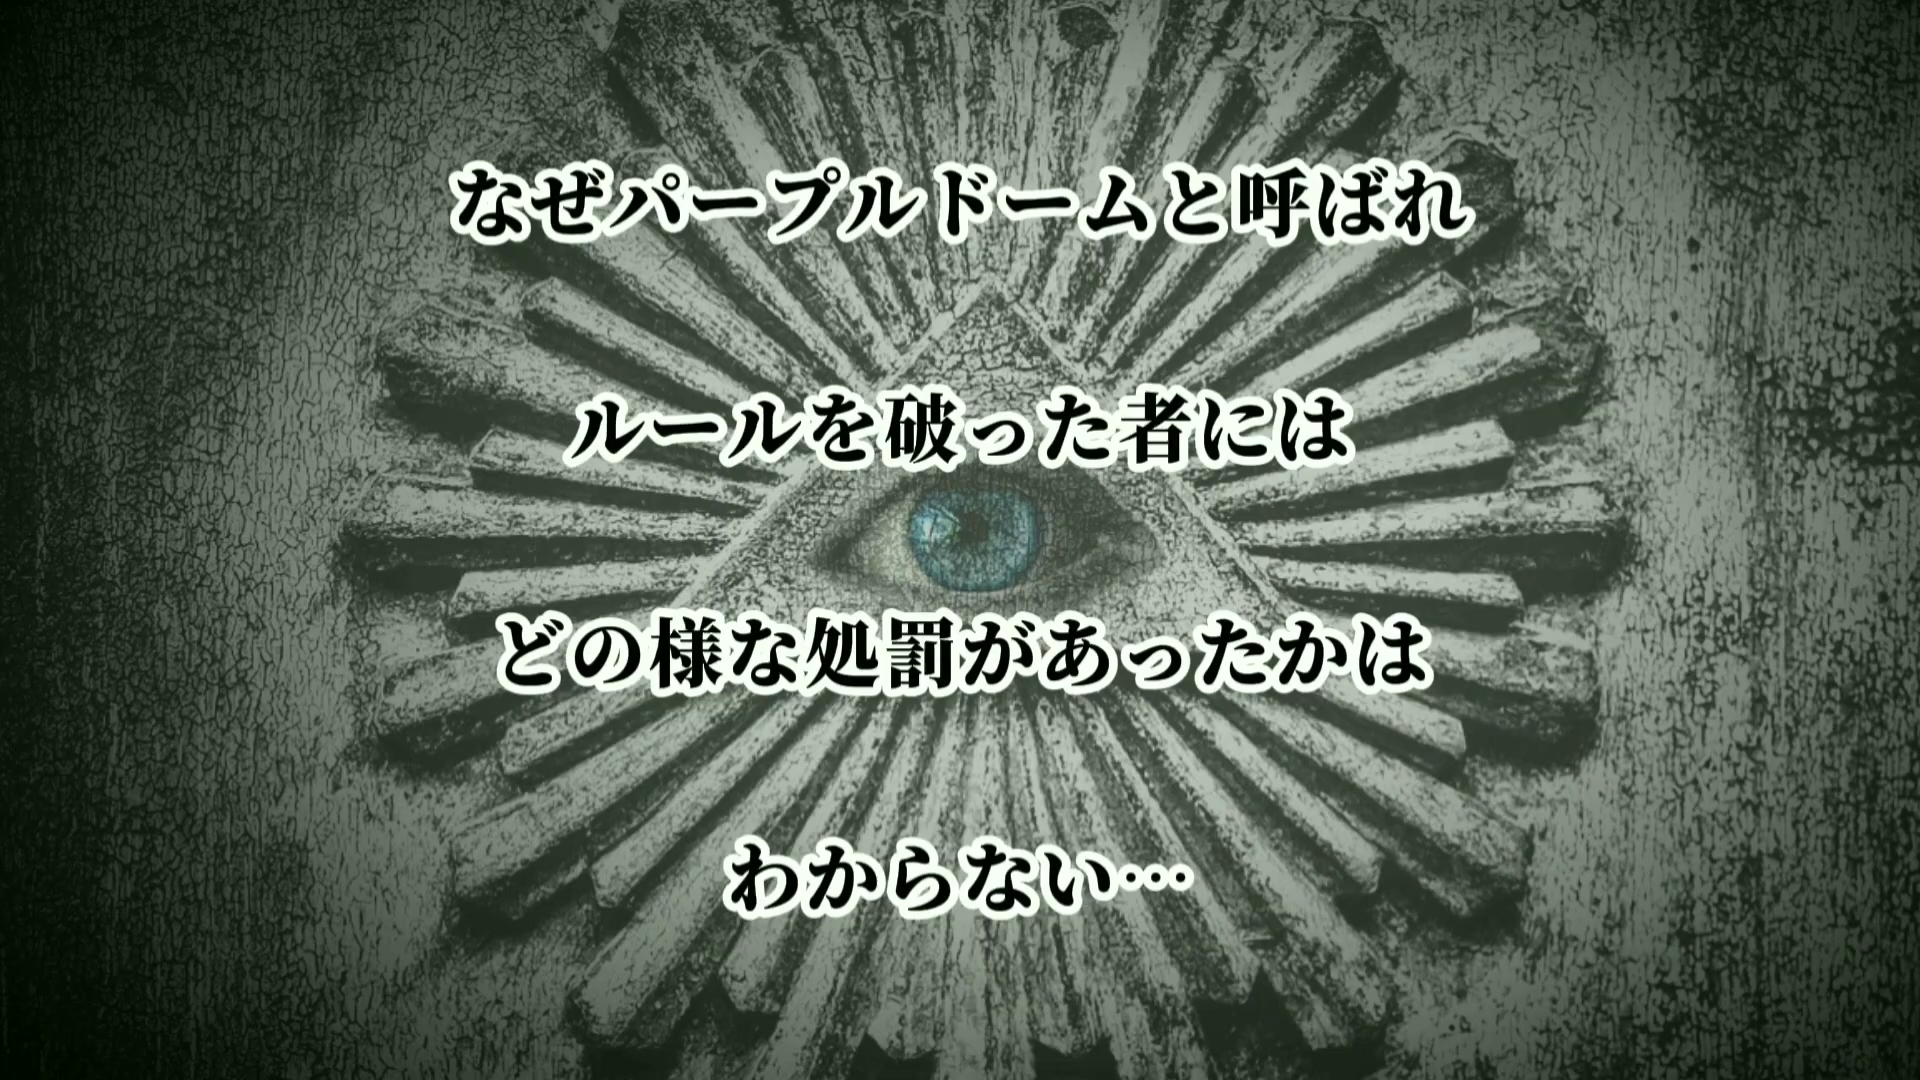 なぜパープルドームと呼ばれ
ルールを破った者には
どの様な処罰があったかは
わからない…